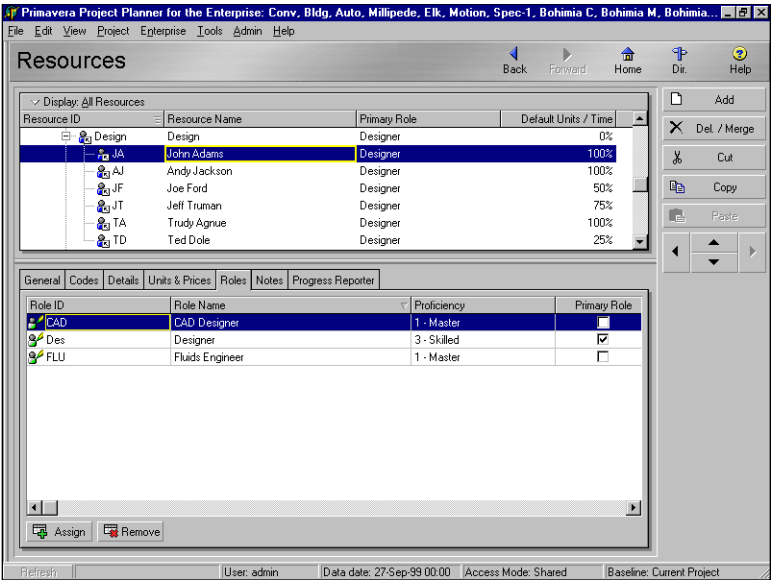 Primavera Project Planner for the Enterprise: Conv, Bldg, Auto, Millipede, Elk, Motion, Spec-1, Bohimia C, Bohimia M, Bohimia...
File Edit View Project Enterprise Tools Admin Help
Resources
Back Forward Home Dir. Help
Display: All Resources
Resource ID Resource Name Primary Role Default Units / Time
Design Design Designer 0%
JA John Adams Designer 100%
AJ Andy Jackson Designer 100%
JF Joe Ford Designer 50%
JT Jeff Truman Designer 75%
TA Trudy Agnue Designer 100%
TD Ted Dole Designer 25%
Add
Del. / Merge
Cut
Copy
Paste
General Codes Details Units & Prices Roles Notes Progress Reporter
Role ID Role Name Proficiency Primary Role
CAD CAD Designer 1 - Master
Des Designer 3 - Skilled
FLU Fluids Engineer 1 - Master
Assign Remove
Refresh User: admin Data date: 27-Sep-99 00:00 Access Mode: Shared Baseline: Current Project